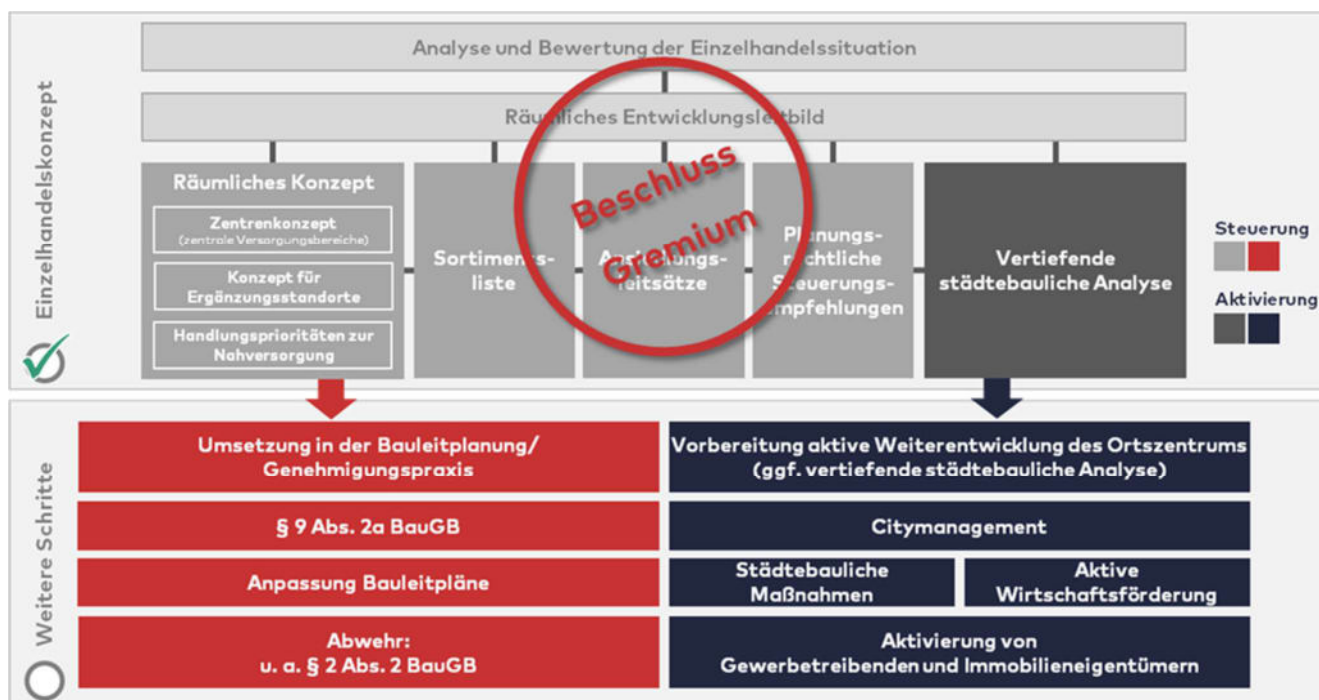 Einzelhandelskonzept
Analyse und Bewertung der Einzelhandelssituation
Räumliches Entwicklungsleitbild
Räumliches Konzept
Zentrenkonzept
(zentrale Versorgungsbereiche)
Konzept für
Ergänzungsstandorte
Handlungsprioritäten zur
Nahversorgung
Sortiments-
liste
Ansiedlungs-
leitsätze
Planungs-
rechtliche
Steuerungs-
empfehlungen
Vertiefende
städtebauliche Analyse
Beschluss
Gremium
Steuerung
Aktivierung
Weitere Schritte
Umsetzung in der Bauleitplanung/
Genehmigungspraxis
§ 9 Abs. 2a BauGB
Anpassung Bauleitpläne
Abwehr:
u. a. § 2 Abs. 2 BauGB
Vorbereitung aktive Weiterentwicklung des Ortszentrums
(ggf. vertiefende städtebauliche Analyse)
Citymanagement
Städtebauliche
Maßnahmen
Aktive
Wirtschaftsförderung
Aktivierung von
Gewerbetreibenden und Immobilieneigentümern